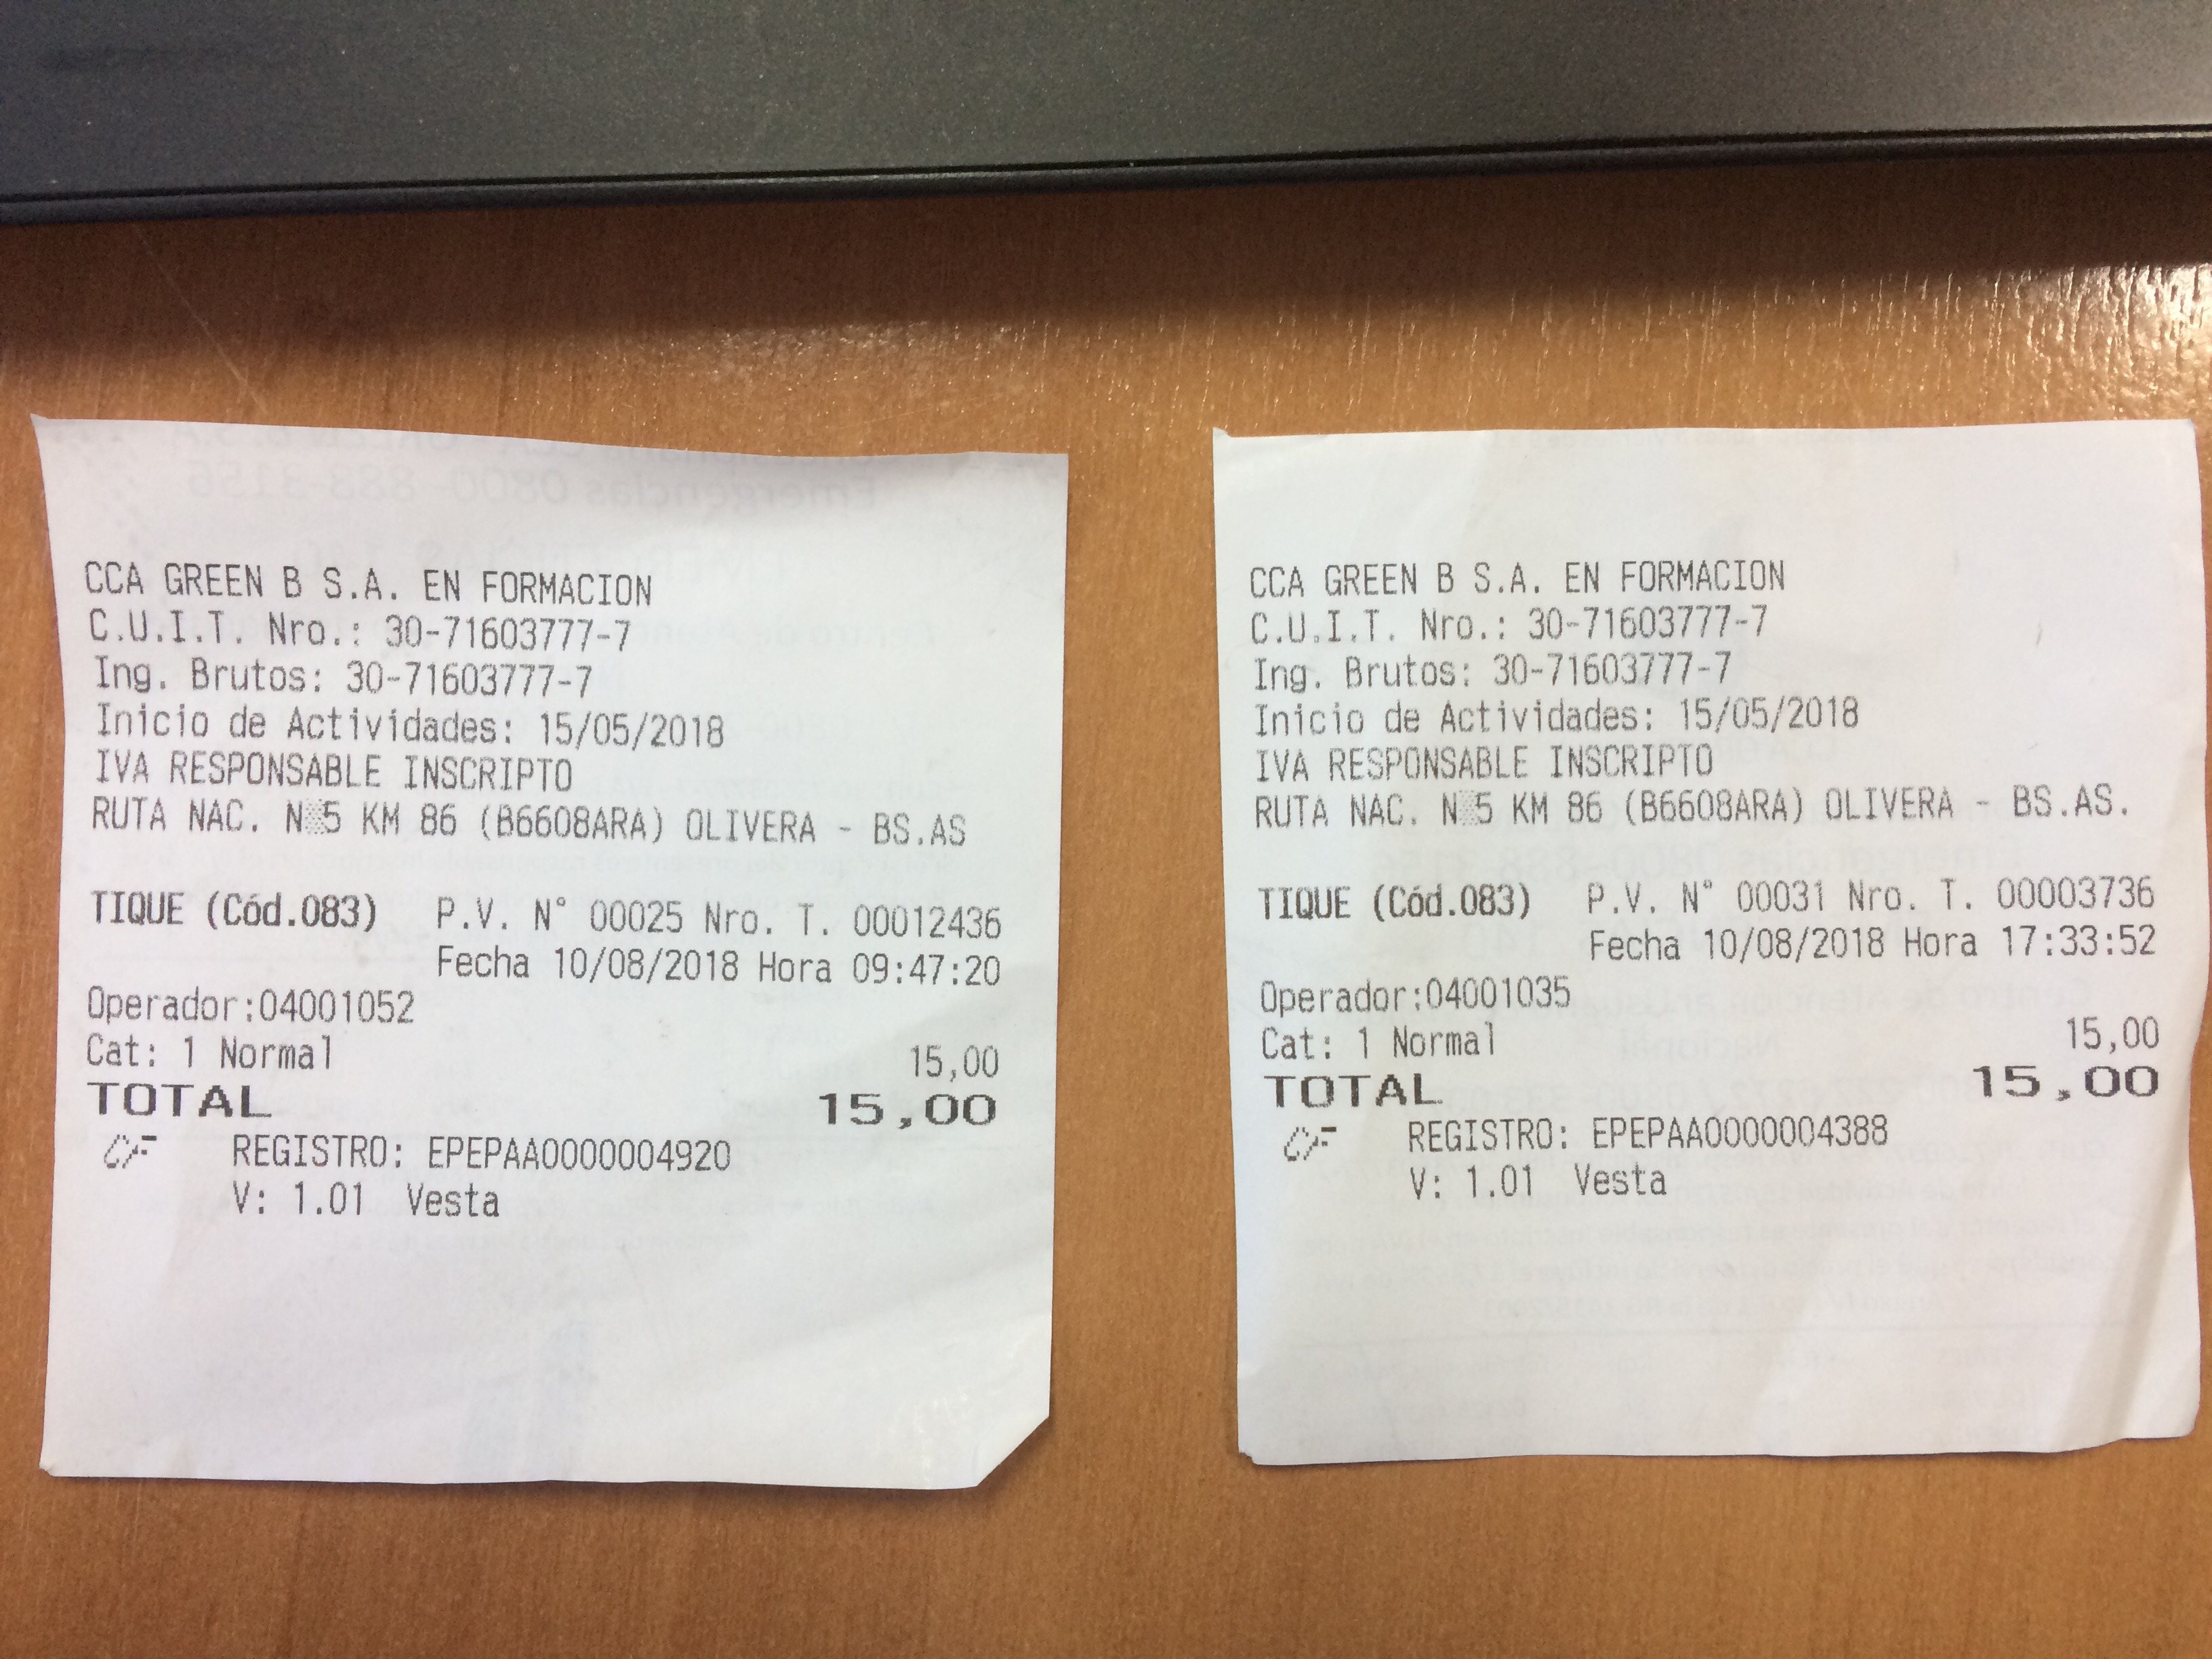 CCA GREEN B S.A. EN FORMACION
C.U.I.T. Nro.: 30-71603777-7
Ing. Brutos: 30-71603777-7
Inicio de Actividades: 15/05/2018
IVA RESPONSABLE INSCRIPTO
RUTA NAC. N░5 KM 86 (B6608ARA) OLIVERA - BS.AS
TIQUE (Cód.083) P.V. N° 00025 Nro. T. 00012436
Fecha 10/08/2018 Hora 09:47:20
Operador:04001052
Cat: 1 Normal 15,00
TOTAL 15,00
CF REGISTRO: EPEPAA0000004920
V: 1.01 Vesta
CCA GREEN B S.A. EN FORMACION
C.U.I.T. Nro.: 30-71603777-7
Ing. Brutos: 30-71603777-7
Inicio de Actividades: 15/05/2018
IVA RESPONSABLE INSCRIPTO
RUTA NAC. N░5 KM 86 (B6608ARA) OLIVERA - BS.AS.
TIQUE (Cód.083) P.V. N° 00031 Nro. T. 00003736
Fecha 10/08/2018 Hora 17:33:52
Operador:04001035
Cat: 1 Normal 15,00
TOTAL 15,00
CF REGISTRO: EPEPAA0000004388
V: 1.01 Vesta